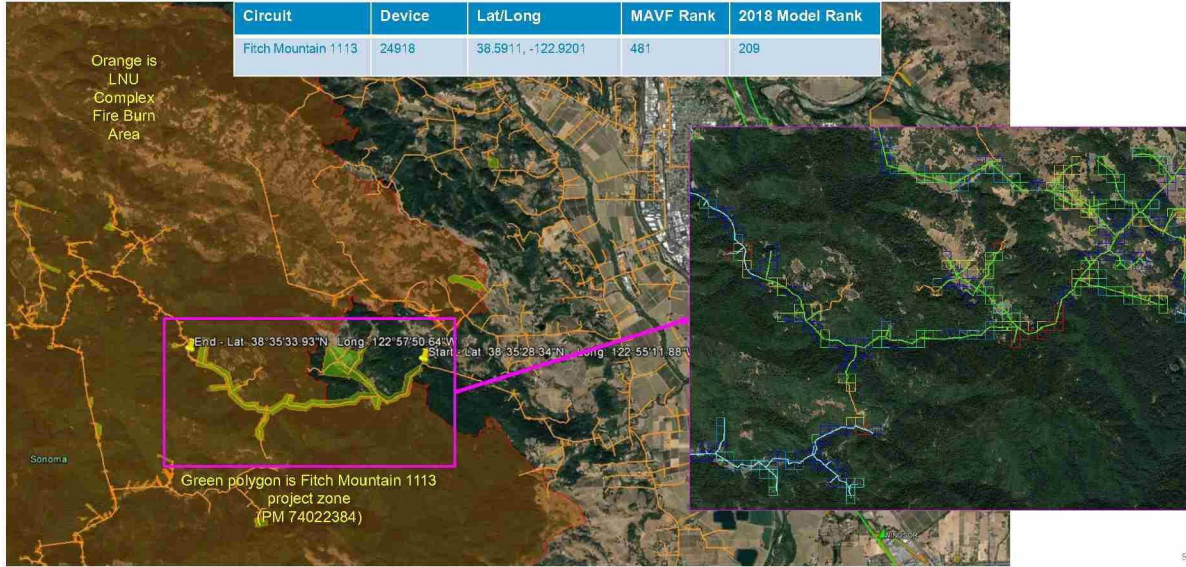 Circuit Device Lat/Long MAVF Rank 2018 Model Rank
Fitch Mountain 1113 24918 38.5911, -122.9201 481 209
Orange is
LNU
Complex
Fire Burn
Area
End - Lat 38°35'33.93"N Long 122°57'50.64"W
Start - Lat 38°35'28.34"N Long 122°55'11.88"
Sonoma
Green polygon is Fitch Mountain 1113
project zone
(PM 74022384)
WINDSOR